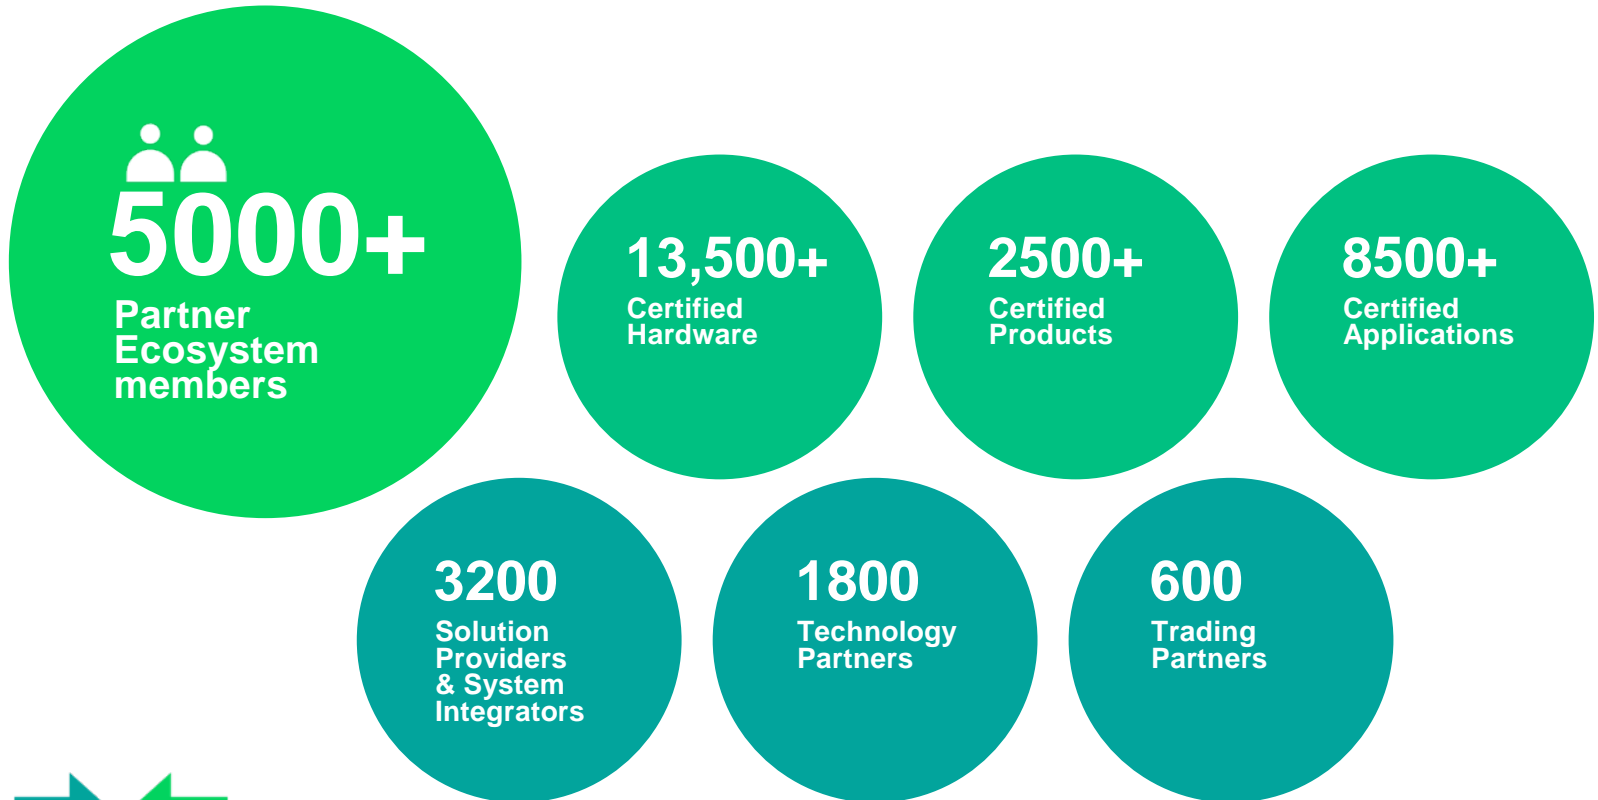 5000+
Partner
Ecosystem
members
13,500+
Certified
Hardware
2500+
Certified
Products
8500+
Certified
Applications
3200
Solution
Providers
& System
Integrators
1800
Technology
Partners
600
Trading
Partners